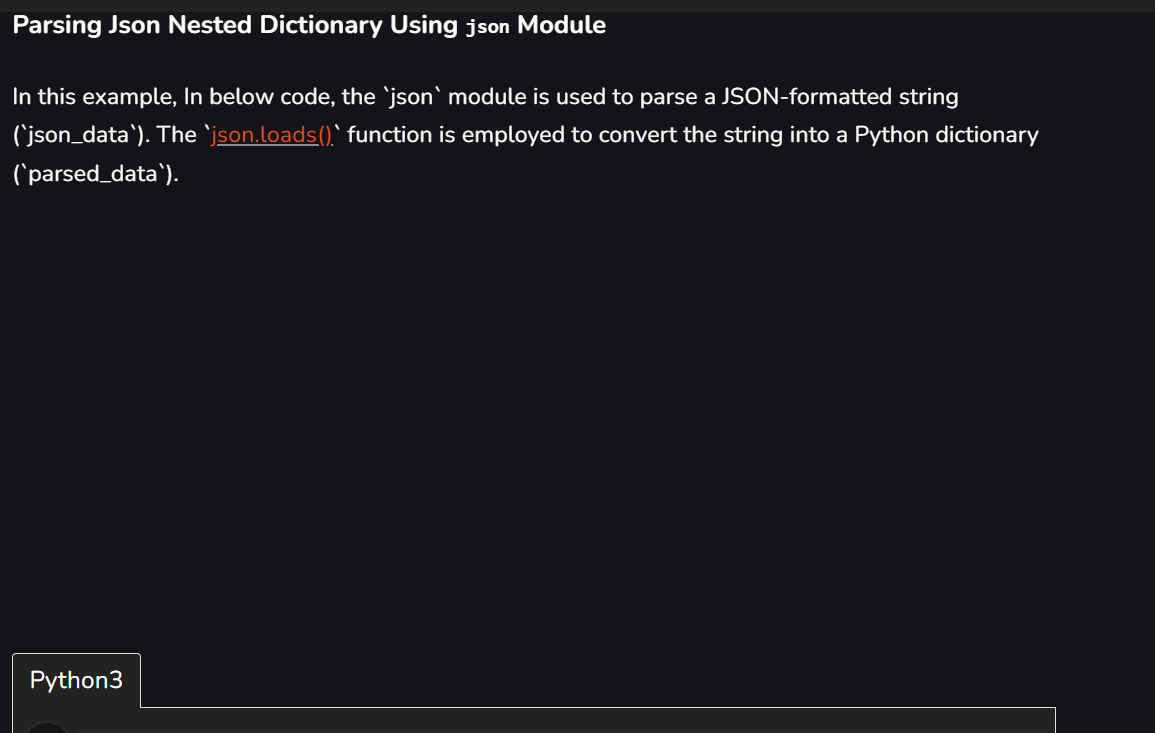 Parsing Json Nested Dictionary Using json Module
In this example, In below code, the `json` module is used to parse a JSON-formatted string
(`json_data`). The `json.loads()` function is employed to convert the string into a Python dictionary
(`parsed_data`).
Python3